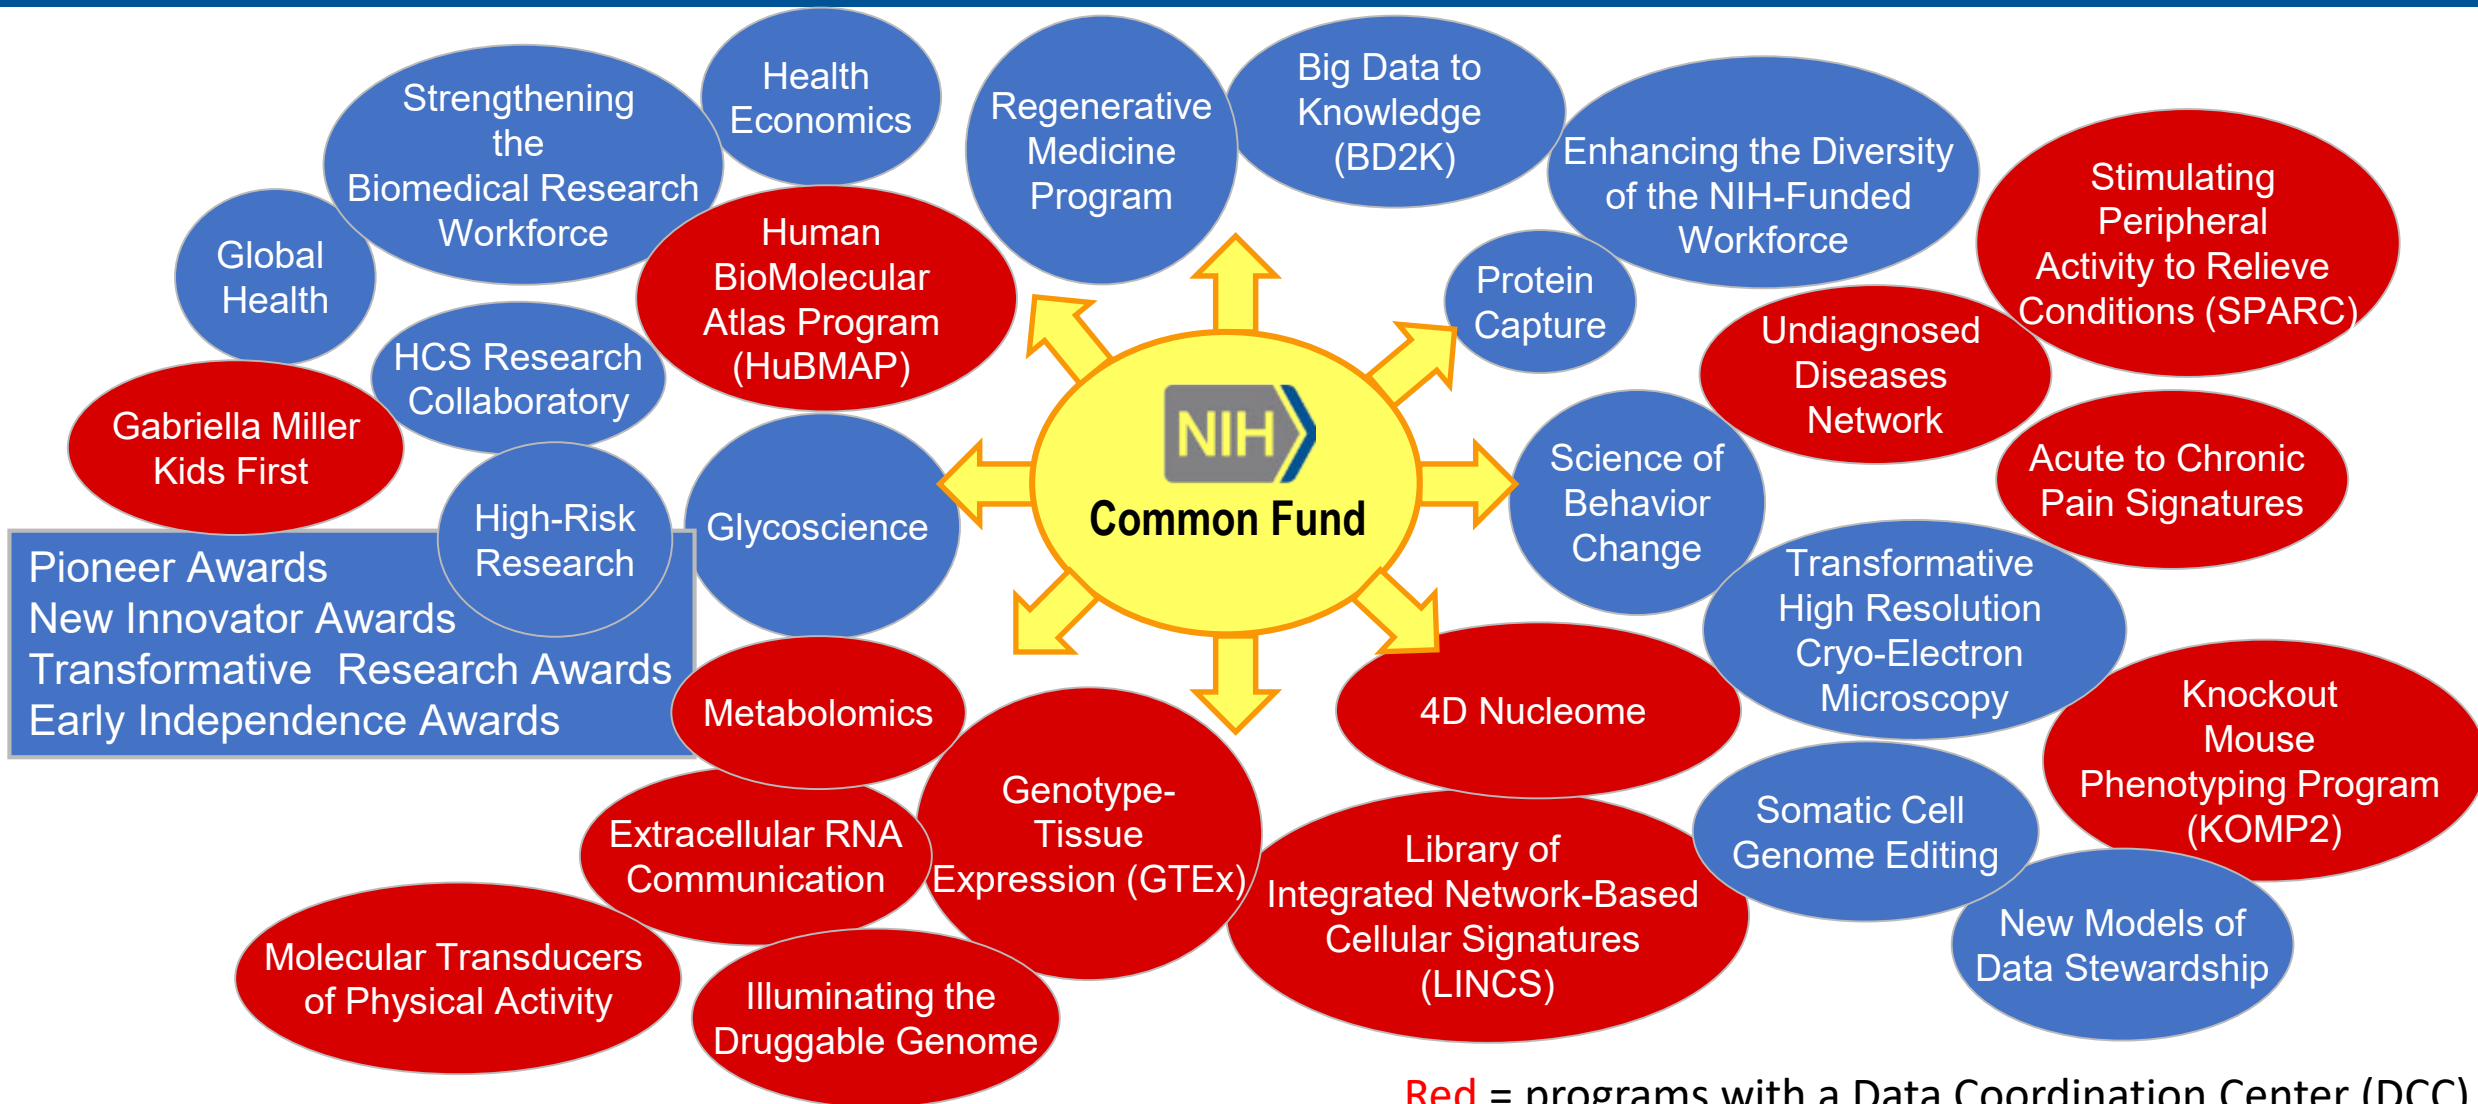 Health
Economics
Strengthening
the
Biomedical Research
Workforce
Regenerative
Medicine
Program
Big Data to
Knowledge
(BD2K)
Enhancing the Diversity
of the NIH-Funded
Workforce
Stimulating
Peripheral
Activity to Relieve
Conditions (SPARC)
Global
Health
Human
BioMolecular
Atlas Program
(HuBMAP)
Protein
Capture
Undiagnosed
Diseases
Network
HCS Research
Collaboratory
Gabriella Miller
Kids First
NIH
Common Fund
Science of
Behavior
Change
Acute to Chronic
Pain Signatures
High-Risk
Research
Glycoscience
Pioneer Awards
New Innovator Awards
Transformative  Research Awards
Early Independence Awards
Transformative
High Resolution
Cryo-Electron
Microscopy
Metabolomics
4D Nucleome
Knockout
Mouse
Phenotyping Program
(KOMP2)
Genotype-
Tissue
Expression (GTEx)
Extracellular RNA
Communication
Library of
Integrated Network-Based
Cellular Signatures
(LINCS)
Somatic Cell
Genome Editing
New Models of
Data Stewardship
Molecular Transducers
of Physical Activity
Illuminating the
Druggable Genome
Red = programs with a Data Coordination Center (DCC)